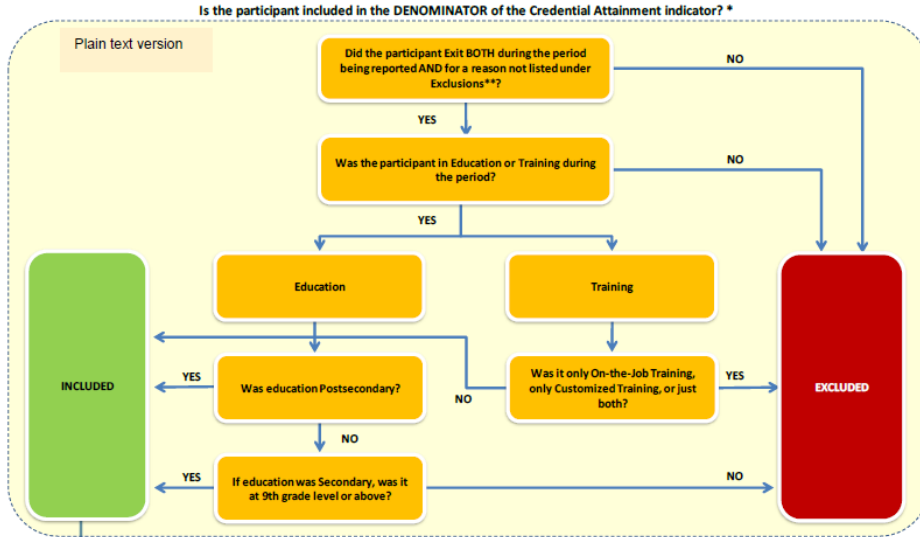 Is the participant included in the DENOMINATOR of the Credential Attainment indicator? *
Plain text version
Did the participant Exit BOTH during the period
being reported AND for a reason not listed under
Exclusions**?
NO
YES
Was the participant in Education or Training during
the period?
NO
YES
Education
Training
INCLUDED
YES
Was education Postsecondary?
NO
Was it only On-the-Job Training,
only Customized Training, or just
both?
YES
EXCLUDED
NO
YES
If education was Secondary, was it
at 9th grade level or above?
NO